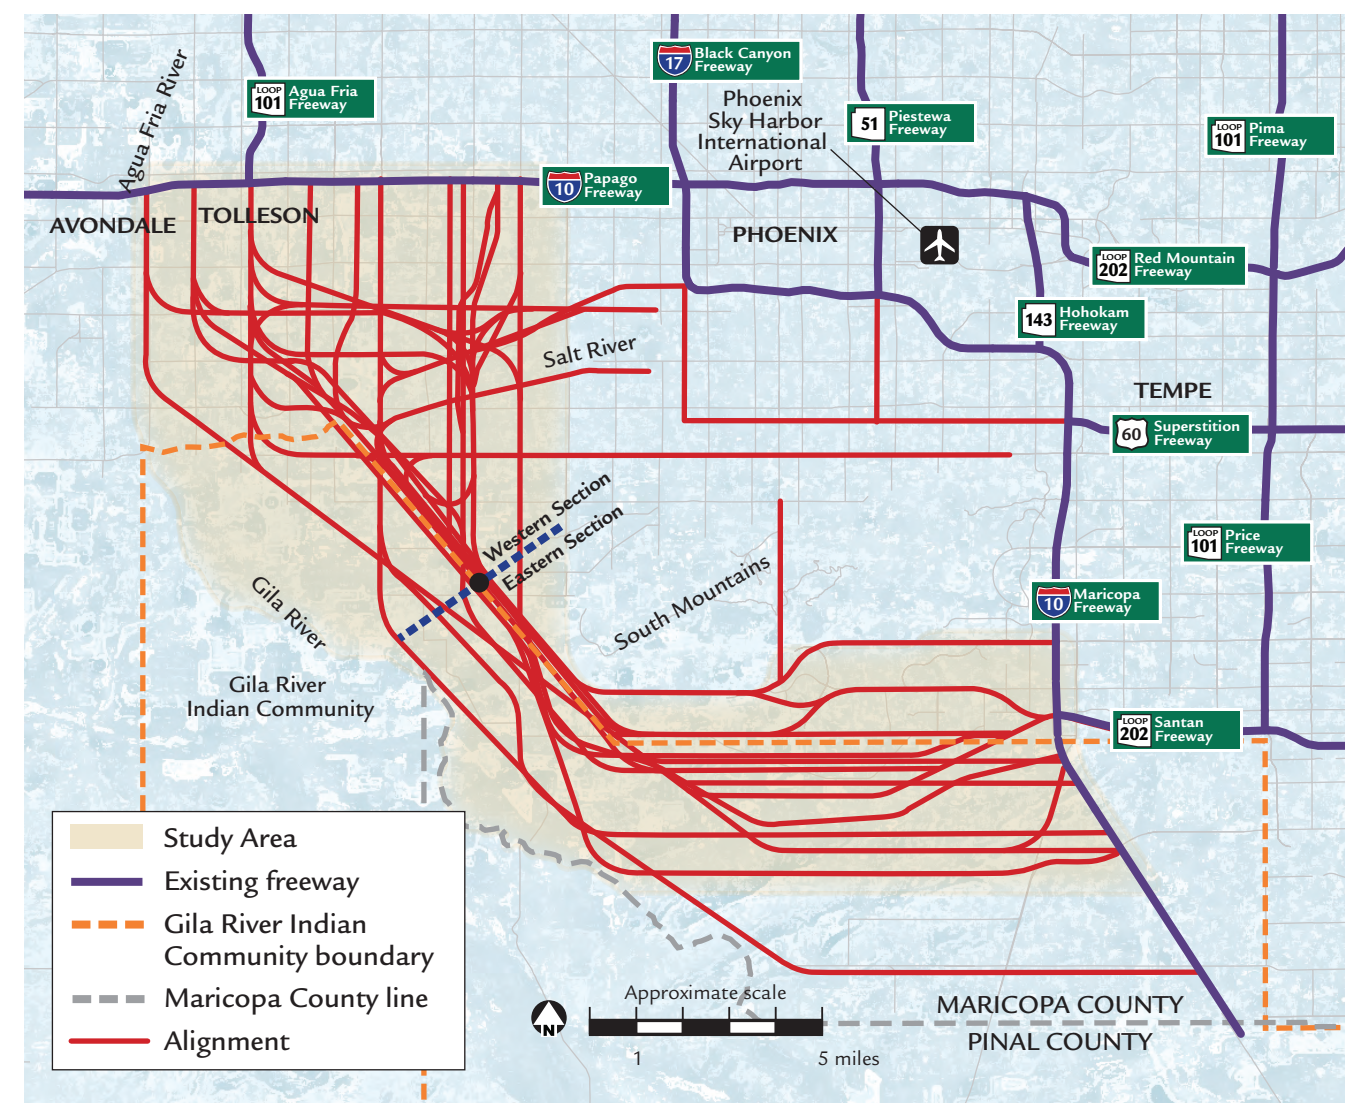 17
Black Canyon
Freeway
LOOP
101
Agua Fria
Freeway
Agua Fria River
Phoenix
Sky Harbor
International
Airport
51
Piestewa
Freeway
LOOP
101
Pima
Freeway
10
Papago
Freeway
AVONDALE
TOLLESON
PHOENIX
LOOP
202
Red Mountain
Freeway
143
Hohokam
Freeway
Salt River
TEMPE
60
Superstition
Freeway
Western Section
Eastern Section
LOOP
101
Price
Freeway
Gila River
South Mountains
10
Maricopa
Freeway
Gila River
Indian Community
LOOP
202
Santan
Freeway
Study Area
Existing freeway
Gila River Indian
Community boundary
Maricopa County line
Alignment
N
Approximate scale
1
5 miles
MARICOPA COUNTY
PINAL COUNTY